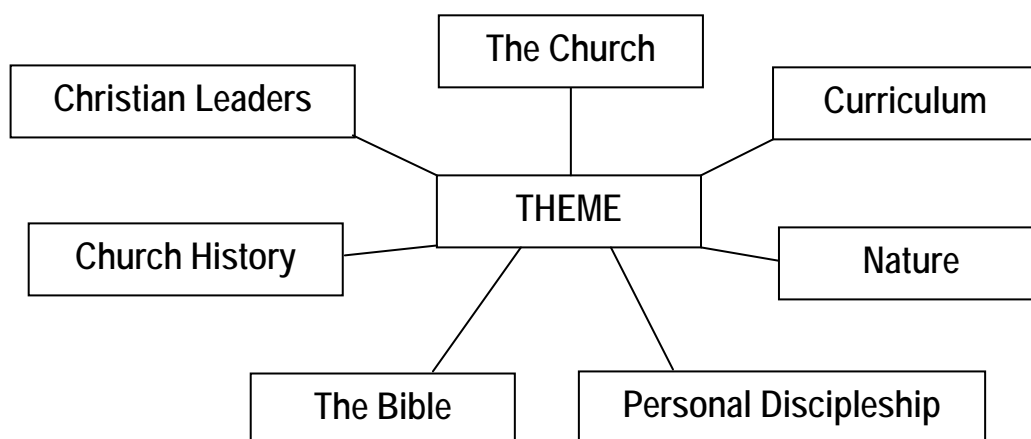 The Church
Christian Leaders
Curriculum
THEME
Church History
Nature
The Bible
Personal Discipleship